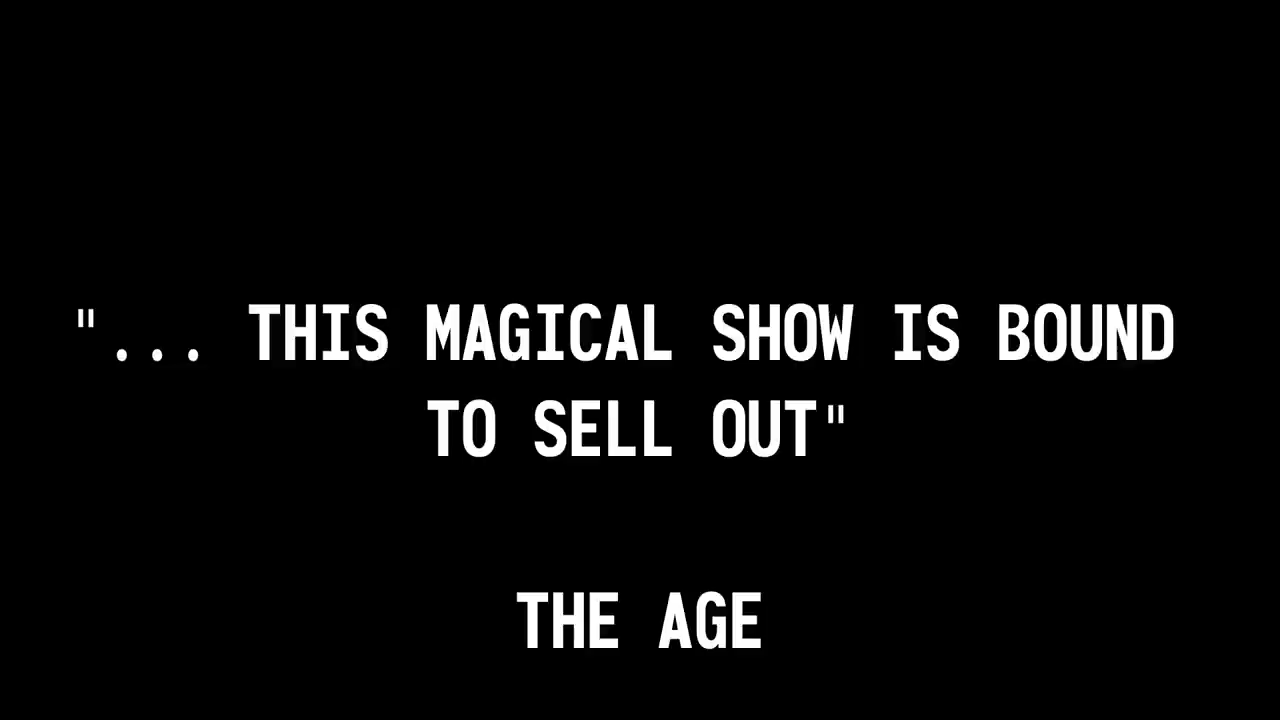 "... THIS MAGICAL SHOW IS BOUND
TO SELL OUT"
THE AGE